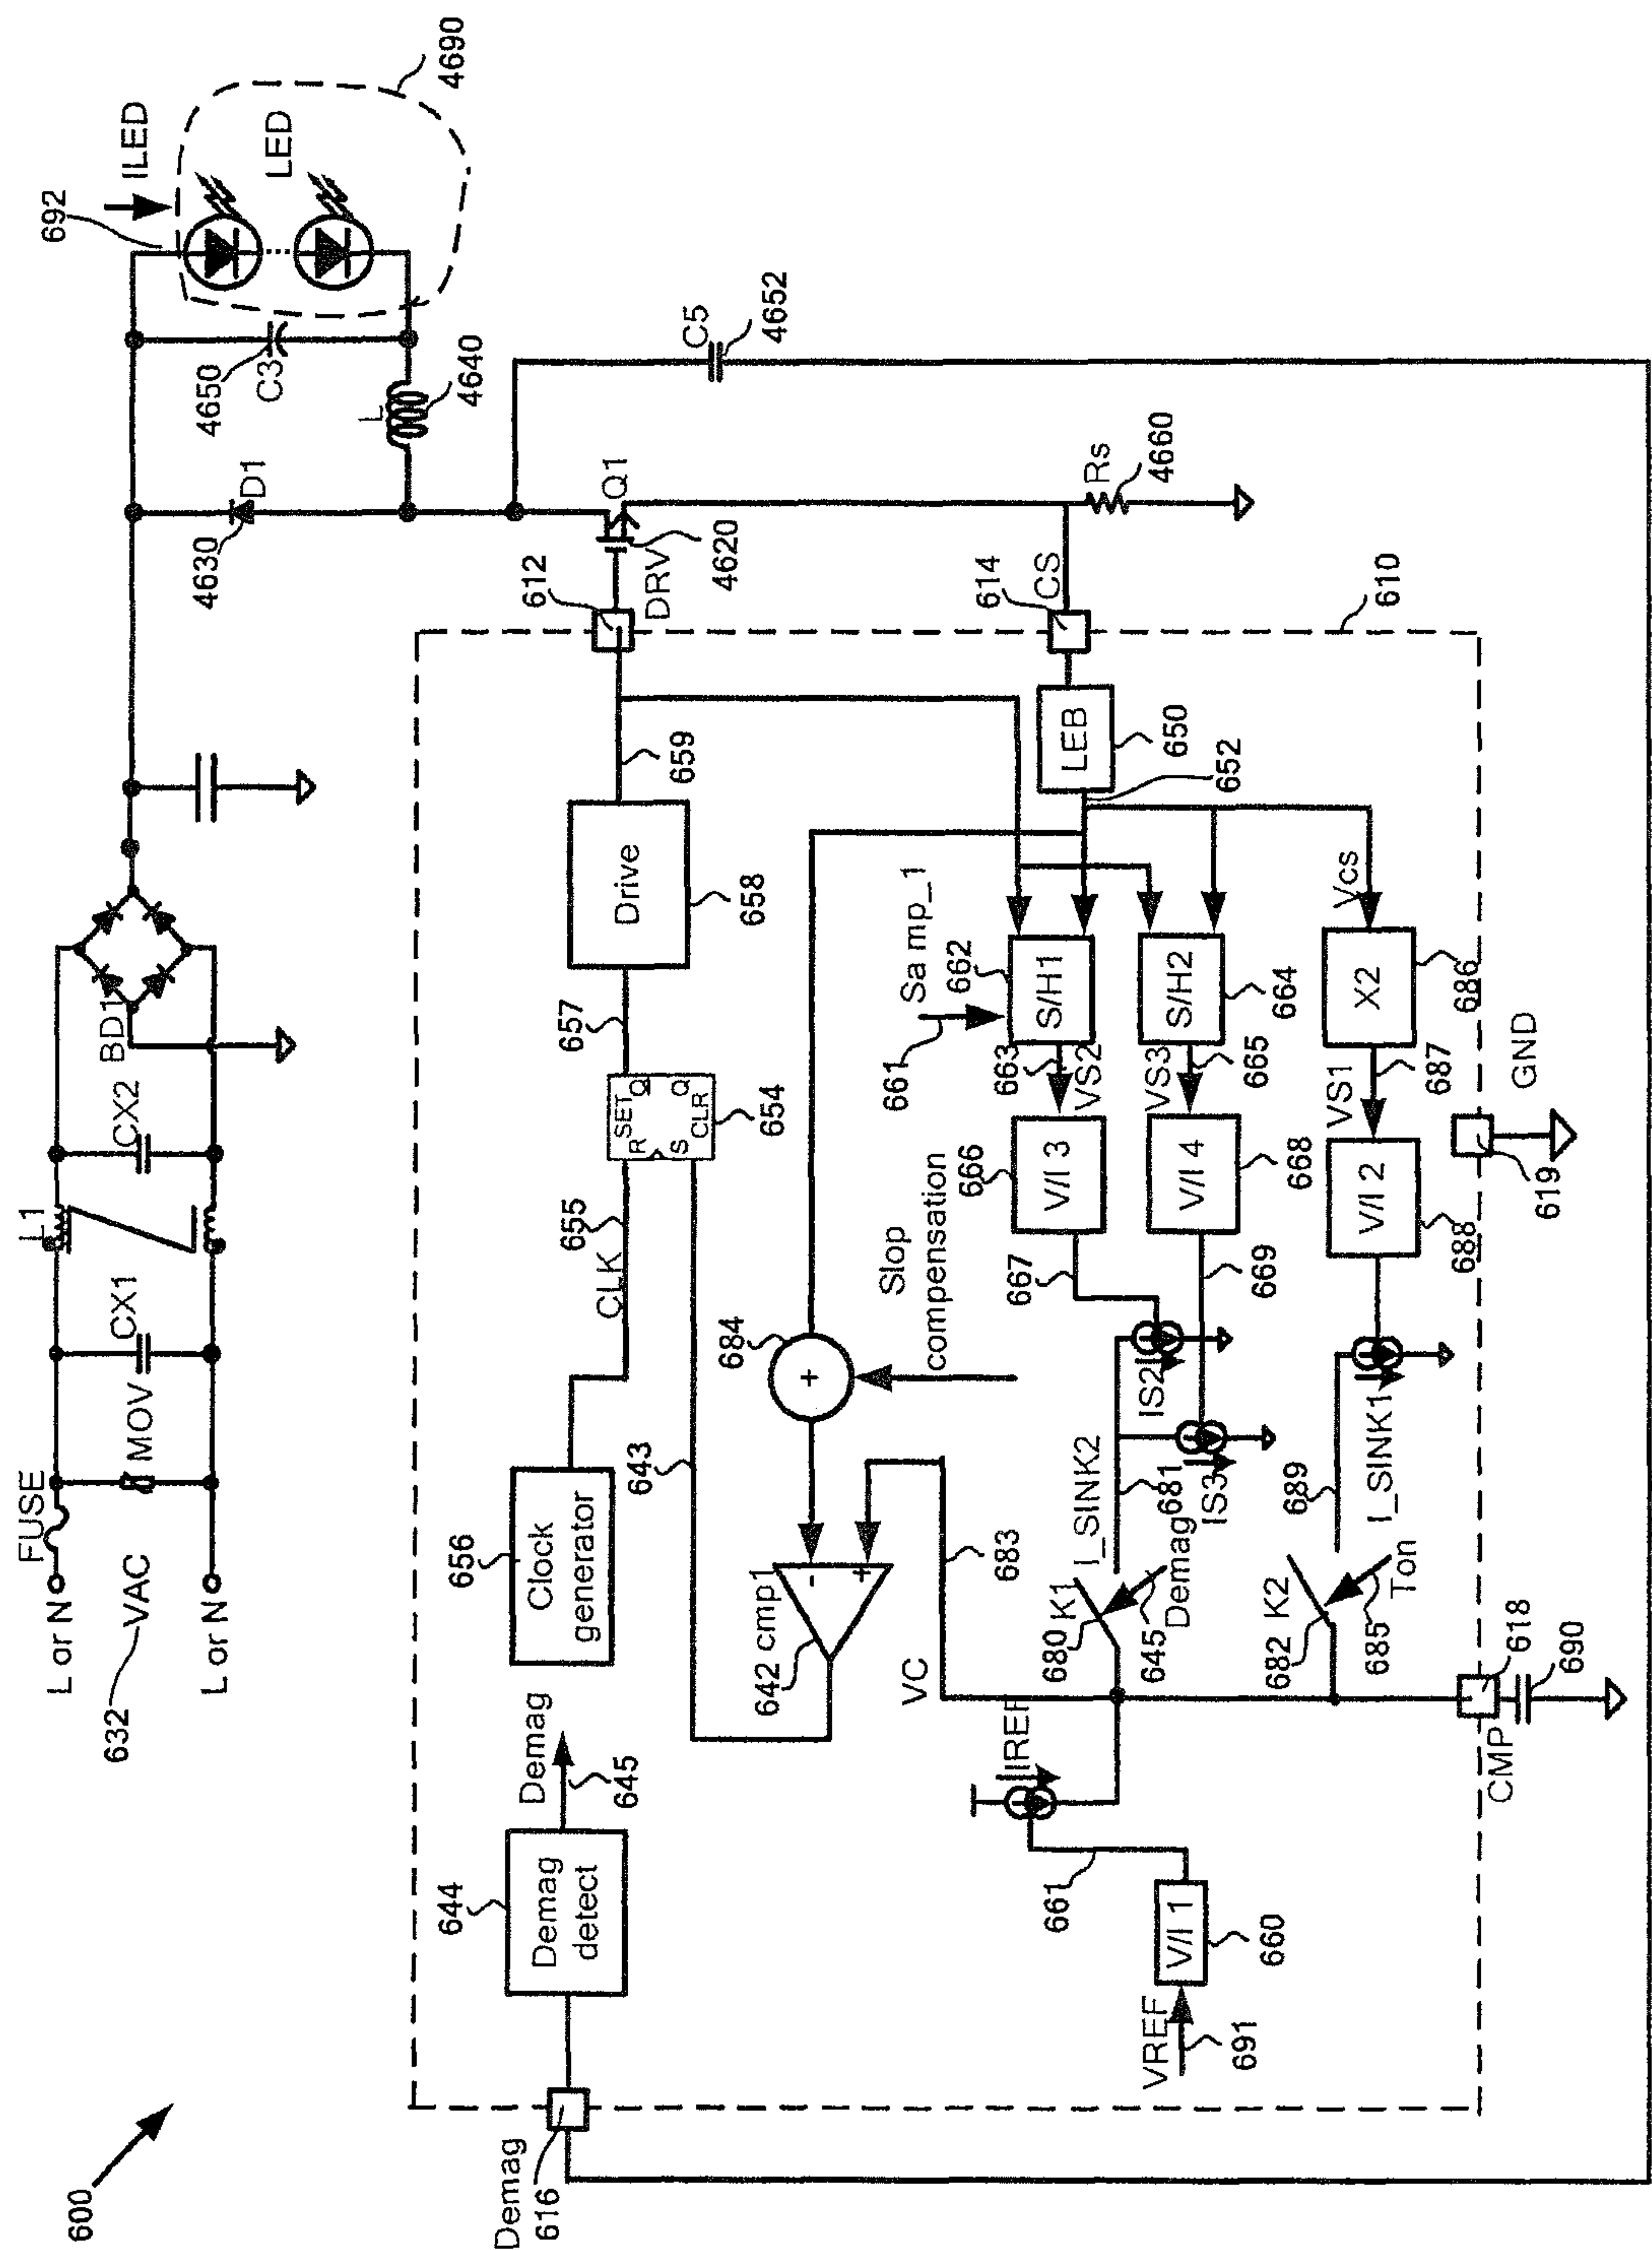 600
FUSE
L or N
632
VAC
L or N
MOV
CX1
L1
CX2
BD1
692
ILED
LED
4690
4650
C3
L
4640
4630
D1
C5
4652
Q1
4620
DRV
612
Rs
4660
CS
614
610
Demag
616
644
Demag
detect
Demag
645
656
Clock
generator
CLK
655
R
SET
Q
S
CLR
Q
654
657
Drive
658
659
643
642
cmp1
684
+
-
+
Slop
compensation
LEB
650
652
Sa mp_1
661
662
S/H1
663
VS2
S/H2
664
VS3
665
Vcs
X2
686
VS1
687
V/I 3
666
667
V/I 4
668
669
V/I 2
688
GND
619
IS2
IS3
I_SINK2
681
I_SINK1
689
680
K1
645
Demag
682
K2
685
Ton
VC
683
IREF
661
V/I 1
660
VREF
691
CMP
618
690